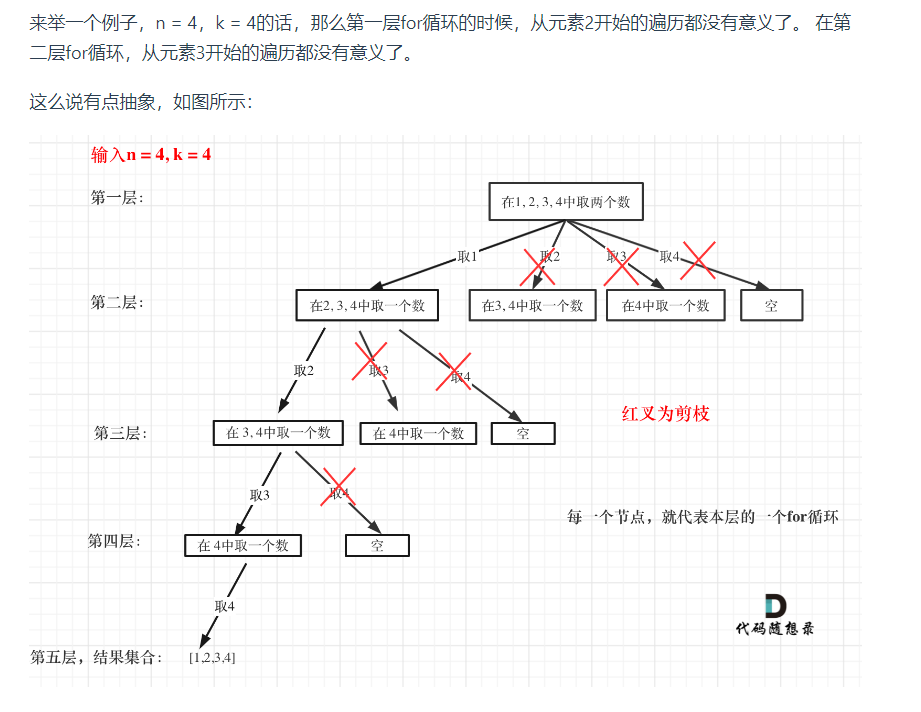 来举一个例子，n = 4，k = 4的话，那么第一层for循环的时候，从元素2开始的遍历都没有意义了。 在第
二层for循环，从元素3开始的遍历都没有意义了。
这么说有点抽象，如图所示：
输入n = 4, k = 4
第一层：
在1, 2, 3, 4中取两个数
取1
取2
取3
取4
第二层：
在2, 3, 4中取一个数
在3, 4中取一个数
在4中取一个数
空
取2
取3
取4
红叉为剪枝
第三层：
在 3, 4中取一个数
在 4中取一个数
空
取3
取4
每一个节点，就代表本层的一个for循环
第四层：
在 4中取一个数
空
取4
代码随想录
第五层，结果集合：
[1,2,3,4]